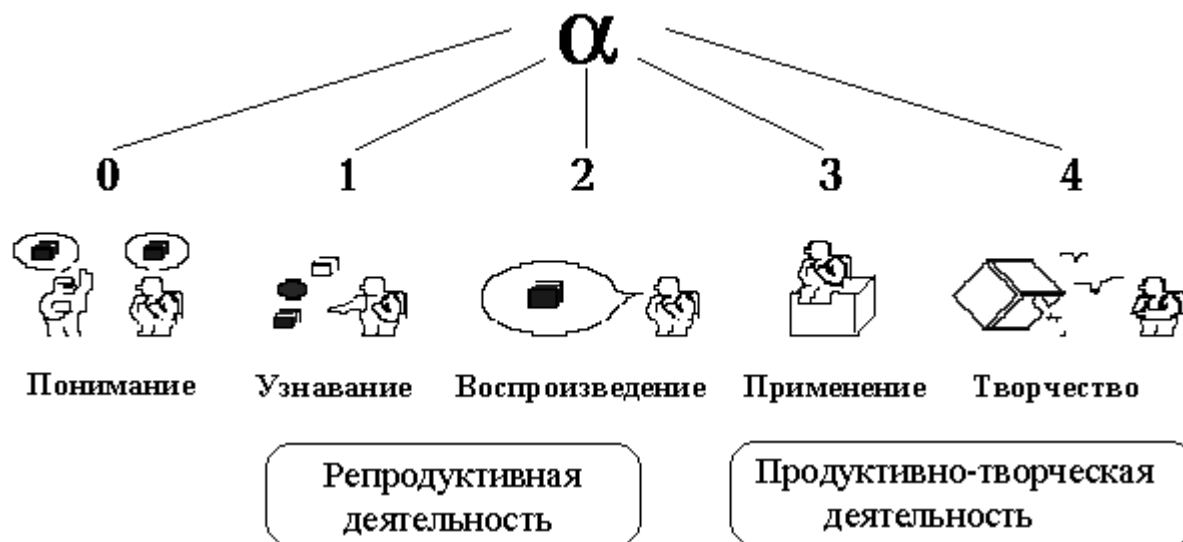 α
0 1 2 3 4
Понимание Узнавание Воспроизведение Применение Творчество
Репродуктивная
деятельность
Продуктивно-творческая
деятельность